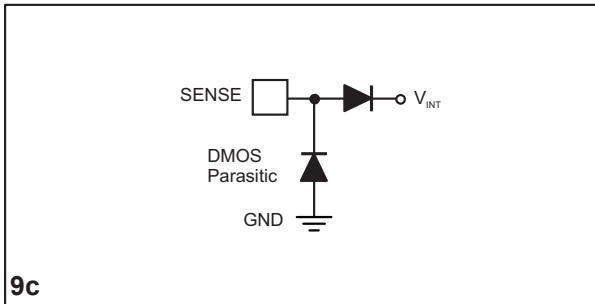 SENSE
V_INT
DMOS
Parasitic
GND
9c